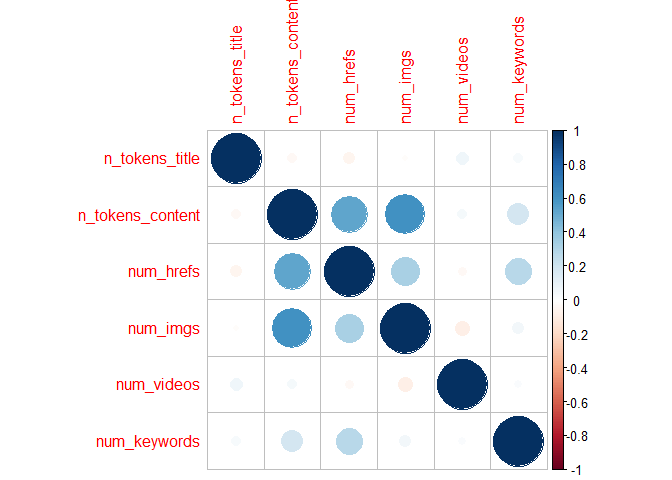 n_tokens_title
n_tokens_content
num_hrefs
num_imgs
num_videos
num_keywords
n_tokens_title
n_tokens_content
num_hrefs
num_imgs
num_videos
num_keywords
1
0.8
0.6
0.4
0.2
0
-0.2
-0.4
-0.6
-0.8
-1